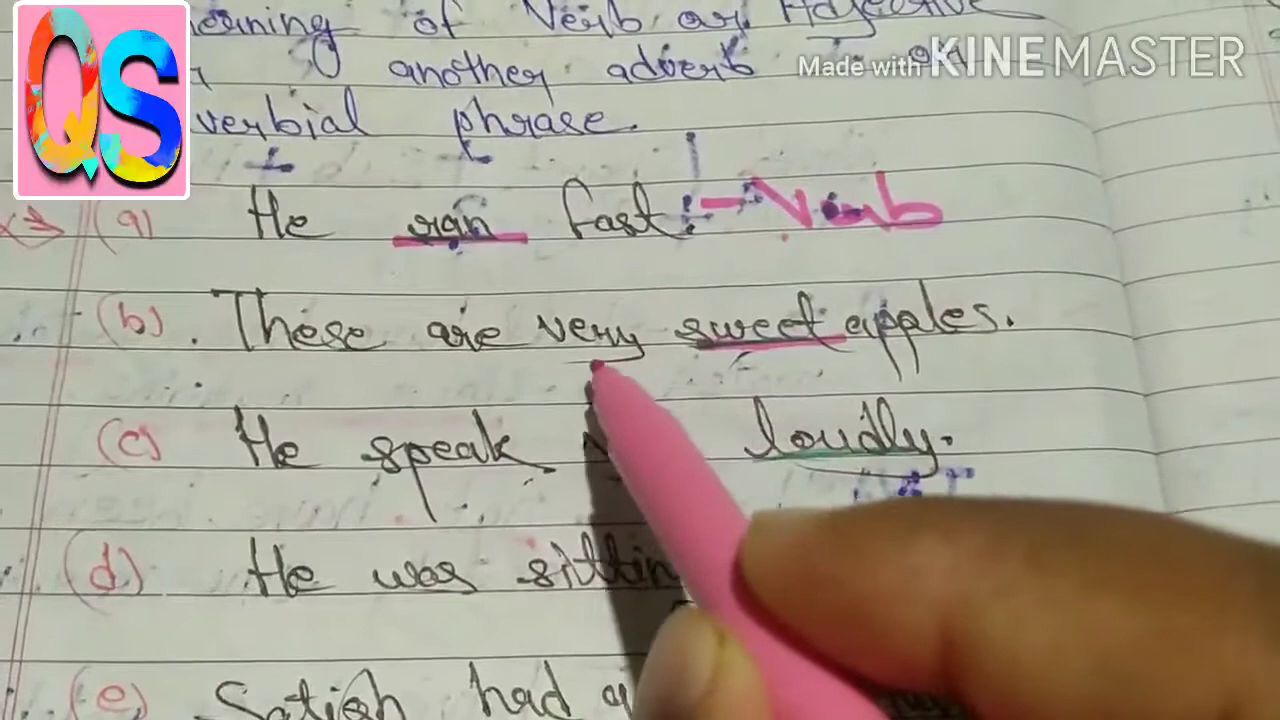 QS
of Verb or Adjective
Made with KINEMASTER
another adverb or
verbial phrase.
(a) He ran fast. - Verb
(b). These are very sweet apples.
(c) He speak loudly.
(d) He was
(e) Satish had